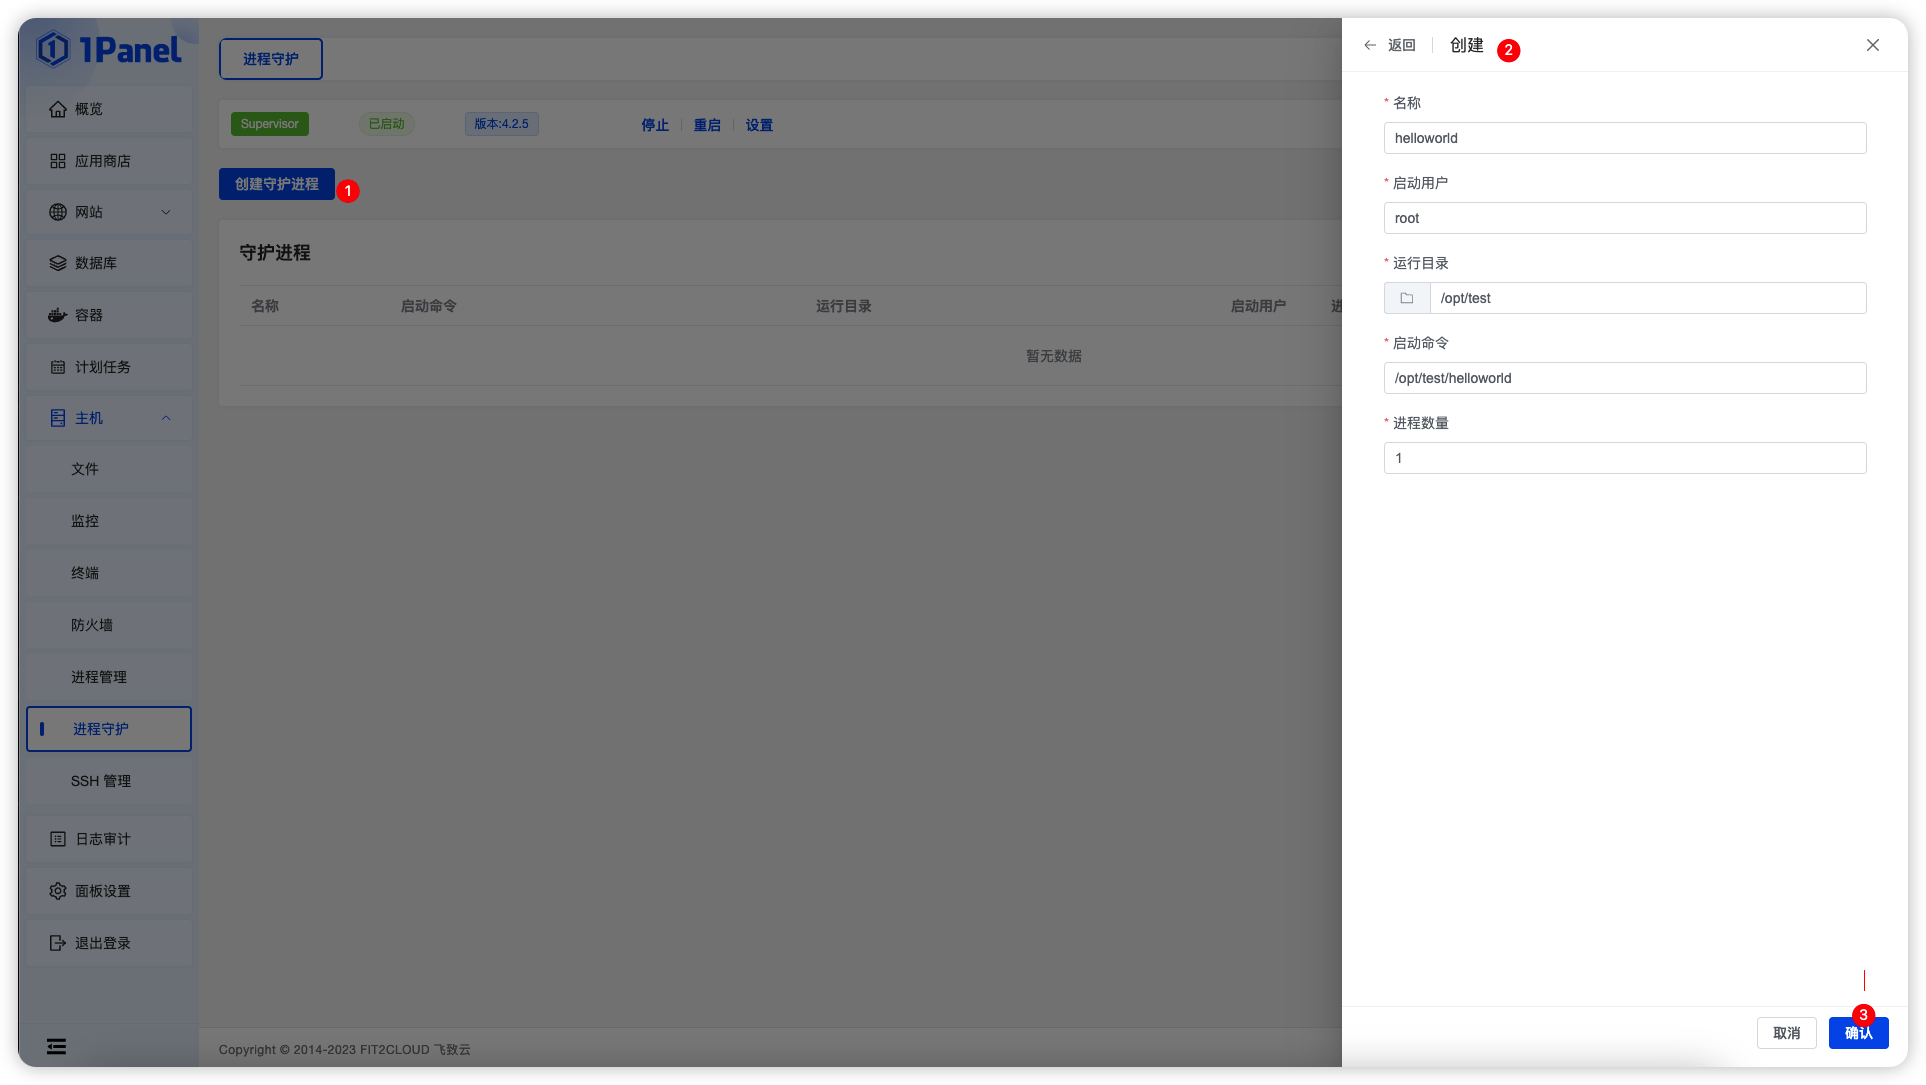 1Panel
概览
应用商店
网站
数据库
容器
计划任务
主机
文件
监控
终端
防火墙
进程管理
进程守护
SSH 管理
日志审计
面板设置
退出登录
进程守护
Supervisor 已启动 版本:4.2.5 停止 重启 设置
创建守护进程 1
守护进程
名称 启动命令 运行目录 启动用户 进
暂无数据
Copyright © 2014-2023 FIT2CLOUD 飞致云
返回 创建 2
* 名称
helloworld
* 启动用户
root
* 运行目录
/opt/test
* 启动命令
/opt/test/helloworld
* 进程数量
1
3
取消 确认